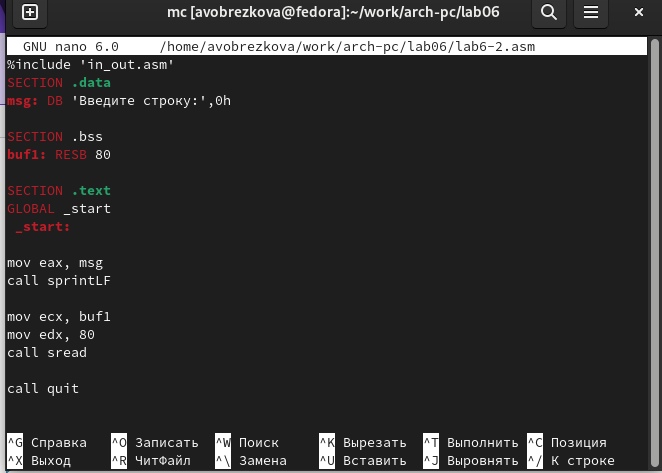 mc [avobrezkova@fedora]:~/work/arch-pc/lab06
GNU nano 6.0 /home/avobrezkova/work/arch-pc/lab06/lab6-2.asm
%include 'in_out.asm'
SECTION .data
msg: DB 'Введите строку:',0h
SECTION .bss
buf1: RESB 80
SECTION .text
GLOBAL _start
_start:
mov eax, msg
call sprintLF
mov ecx, buf1
mov edx, 80
call sread
call quit
^G Справка ^O Записать ^W Поиск ^K Вырезать ^T Выполнить ^C Позиция
^X Выход ^R ЧитФайл ^\ Замена ^U Вставить ^J Выровнять ^/ К строке